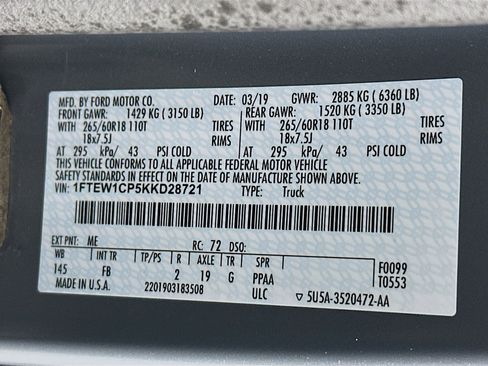 MFD. BY FORD MOTOR CO. DATE: 03/19 GVWR: 2885 KG ( 6360 LB)
FRONT GAWR: 1429 KG ( 3150 LB) REAR GAWR: 1520 KG ( 3350 LB)
WITH 265/60R18 110T TIRES WITH 265/60R18 110T TIRES
18x7.5J RIMS 18x7.5J RIMS
AT 295 kPa/ 43 PSI COLD AT 295 kPa/ 43 PSI COLD
THIS VEHICLE CONFORMS TO ALL APPLICABLE FEDERAL MOTOR VEHICLE
SAFETY STANDARDS IN EFFECT ON DATE OF MANUFACTURE SHOWN ABOVE.
VIN: 1FTEW1CP5KKD28721 TYPE: Truck
EXT PNT: ME RC: 72 DSO:
WB INT TR TP/PS R AXLE TR SPR F0099
145 FB 2 19 G PPAA T0553
MADE IN U.S.A. 2201903183508 ULC ▽ 5U5A-3520472-AA